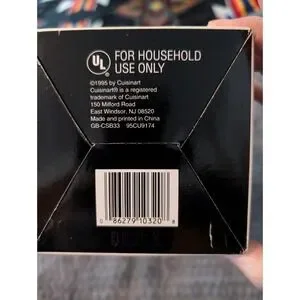 UL
FOR HOUSEHOLD
USE ONLY
©1995 by Cuisinart
Cuisinart® is a registered
trademark of Cuisinart
150 Milford Road
East Windsor, NJ 08520
Made and printed in China
GB-CSB33 95CU9174
0 86279 10320 8